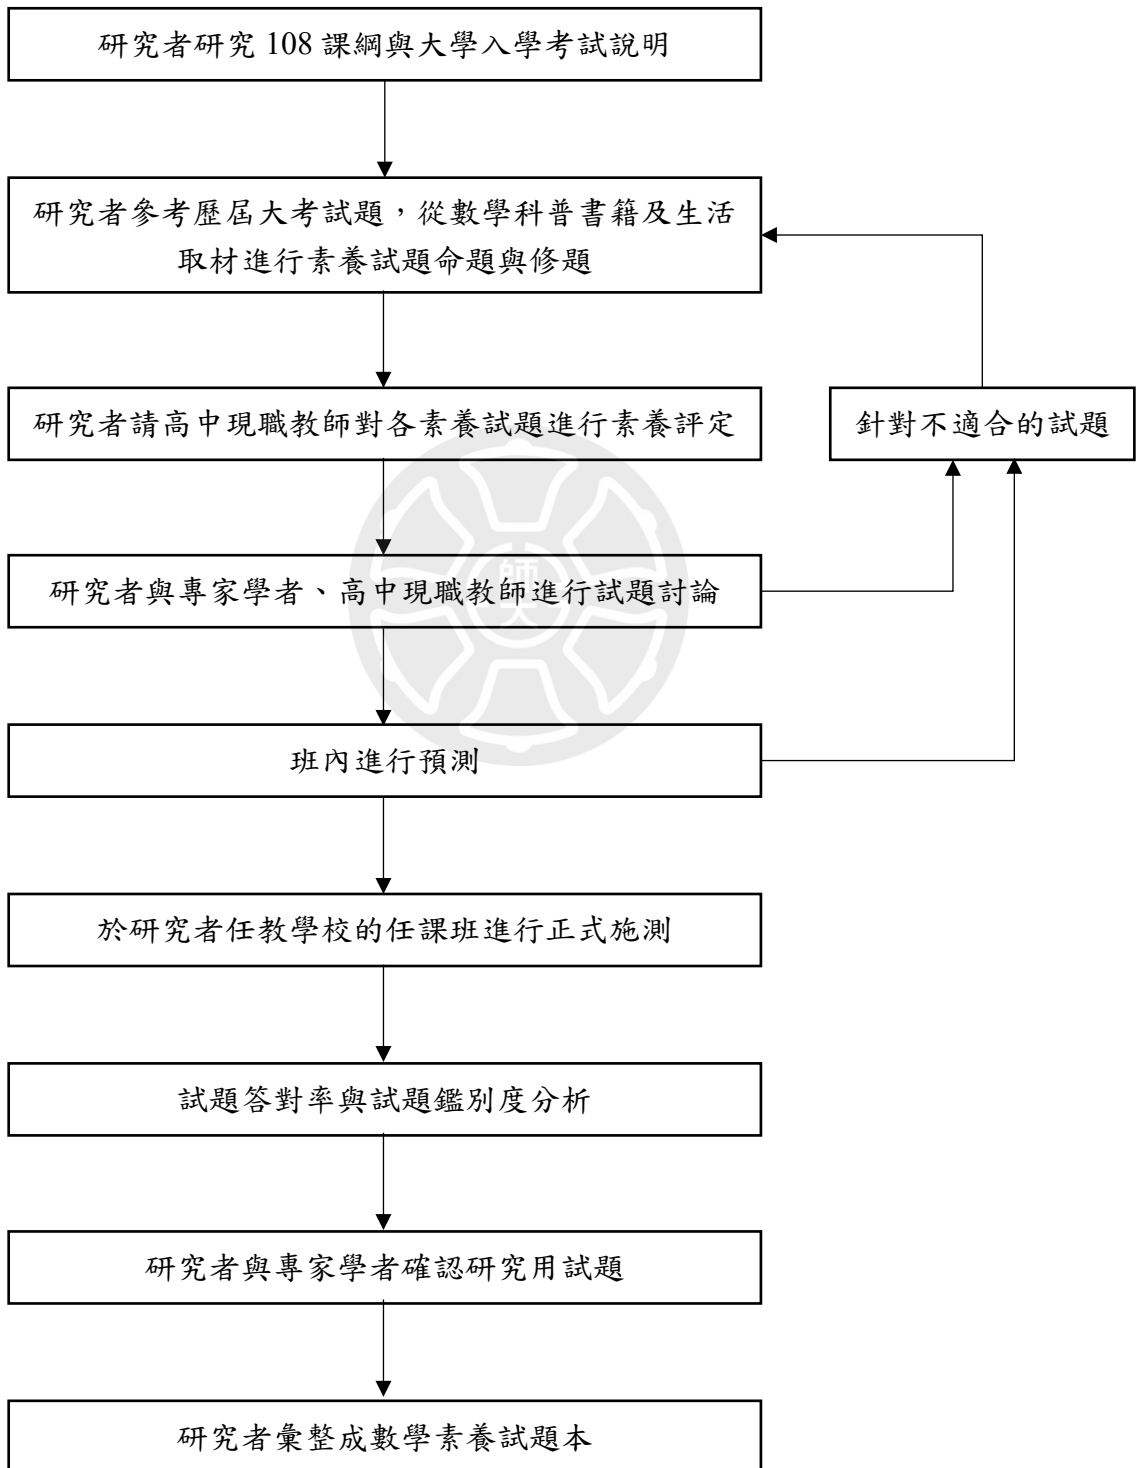 研究者研究 108 課綱與大學入學考試說明
研究者參考歷屆大考試題，從數學科普書籍及生活
取材進行素養試題命題與修題
研究者請高中現職教師對各素養試題進行素養評定
針對不適合的試題
研究者與專家學者、高中現職教師進行試題討論
班內進行預測
於研究者任教學校的任課班進行正式施測
試題答對率與試題鑑別度分析
研究者與專家學者確認研究用試題
研究者彙整成數學素養試題本
師大